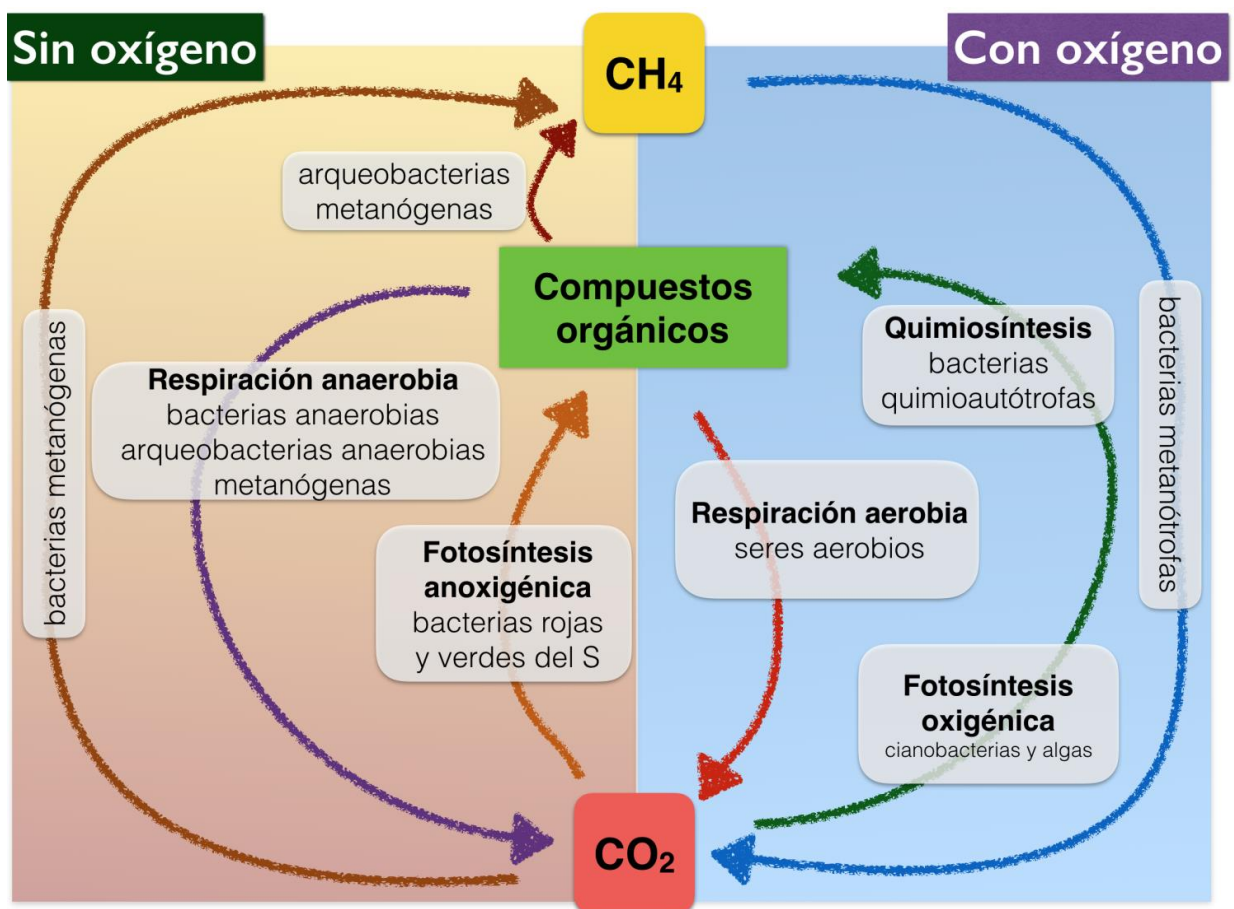 Sin oxígeno
Con oxígeno
CH₄
arqueobacterias
metanógenas
Compuestos
orgánicos
Quimiosíntesis
bacterias
quimioautótrofas
bacterias metanógenas
bacterias metanótrofas
Respiración anaerobia
bacterias anaerobias
arqueobacterias anaerobias
metanógenas
Respiración aerobia
seres aerobios
Fotosíntesis
anoxigénica
bacterias rojas
y verdes del S
Fotosíntesis
oxigénica
cianobacterias y algas
CO₂